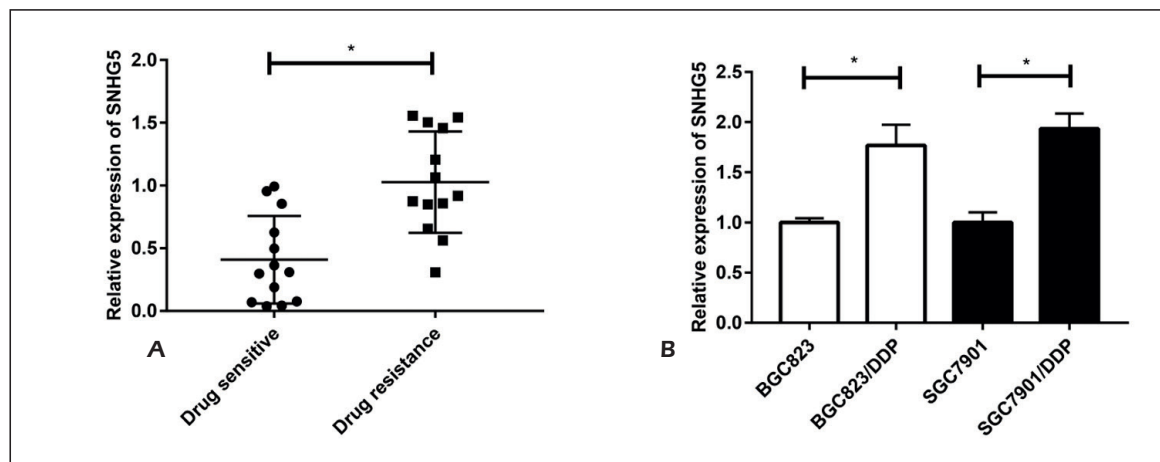 Relative expression of SNHG5
2.0
1.5
1.0
0.5
0.0
*
Drug sensitive
Drug resistance
A
Relative expression of SNHG5
2.5
2.0
1.5
1.0
0.5
0.0
*
*
BGC823
BGC823/DDP
SGC7901
SGC7901/DDP
B